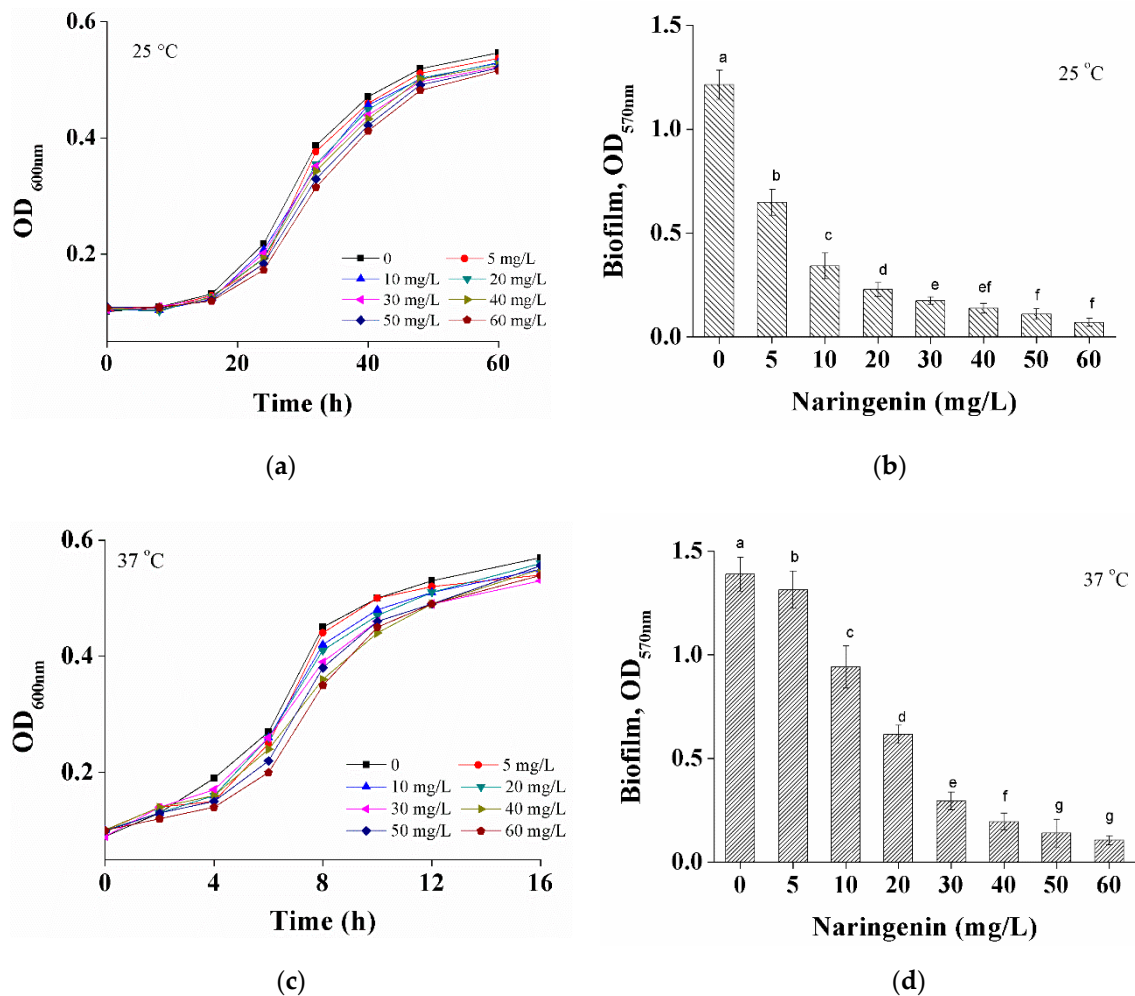 0.6
25 °C
0.4
0.2
OD 600nm
0
5 mg/L
10 mg/L
20 mg/L
30 mg/L
40 mg/L
50 mg/L
60 mg/L
0 20 40 60
Time (h)
(a)
1.5
1.0
0.5
0.0
Biofilm, OD570nm
25 °C
a b c d e ef f f
0 5 10 20 30 40 50 60
Naringenin (mg/L)
(b)
0.6
37 °C
0.4
0.2
OD600nm
0
5 mg/L
10 mg/L
20 mg/L
30 mg/L
40 mg/L
50 mg/L
60 mg/L
0 4 8 12 16
Time (h)
(c)
1.5
1.0
0.5
0.0
Biofilm, OD570nm
37 °C
a b c d e f g g
0 5 10 20 30 40 50 60
Naringenin (mg/L)
(d)